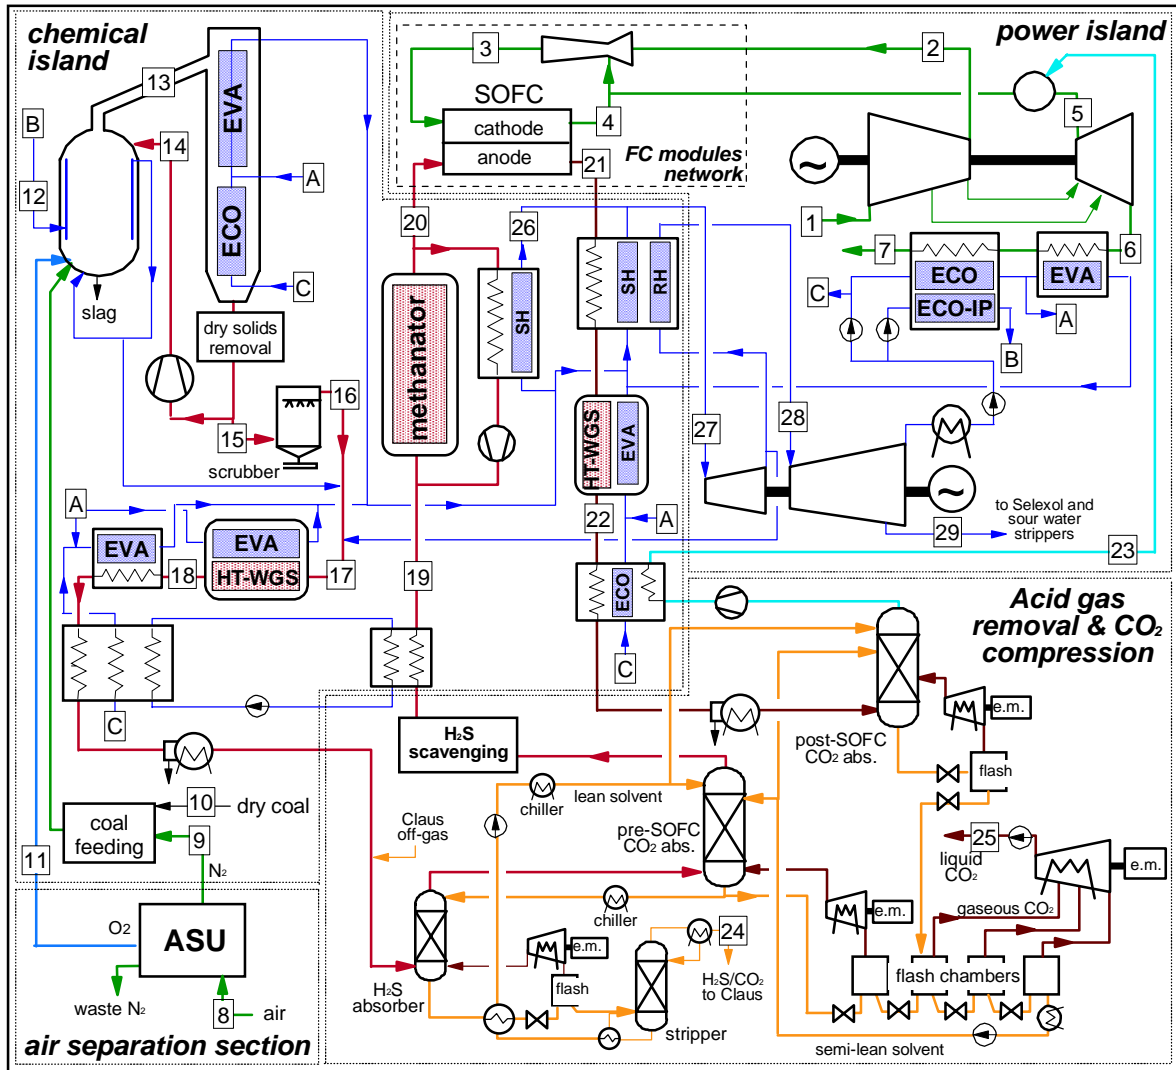 chemical
island
power island
3
2
13
SOFC
cathode
anode
4
5
FC modules
network
B
14
EVA
A
12
21
1
20
26
6
7
ECO
C
slag
dry solids
removal
methanator
SH
SH
RH
ECO
EVA
ECO-IP
C
A
B
16
15
scrubber
HT-WGS
EVA
27
28
A
EVA
EVA
HT-WGS
18
17
22
A
29
to Selexol and
sour water
strippers
23
19
ECO
C
C
Acid gas
removal & CO2
compression
H2S
scavenging
post-SOFC
CO2 abs.
e.m.
flash
10
dry coal
coal
feeding
9
N2
11
chiller
lean solvent
Claus
off-gas
pre-SOFC
CO2 abs.
25
liquid
CO2
e.m.
gaseous CO2
chiller
e.m.
O2
ASU
waste N2
8
air
H2S
absorber
e.m.
flash
24
H2S/CO2
to Claus
stripper
flash chambers
semi-lean solvent
air separation section